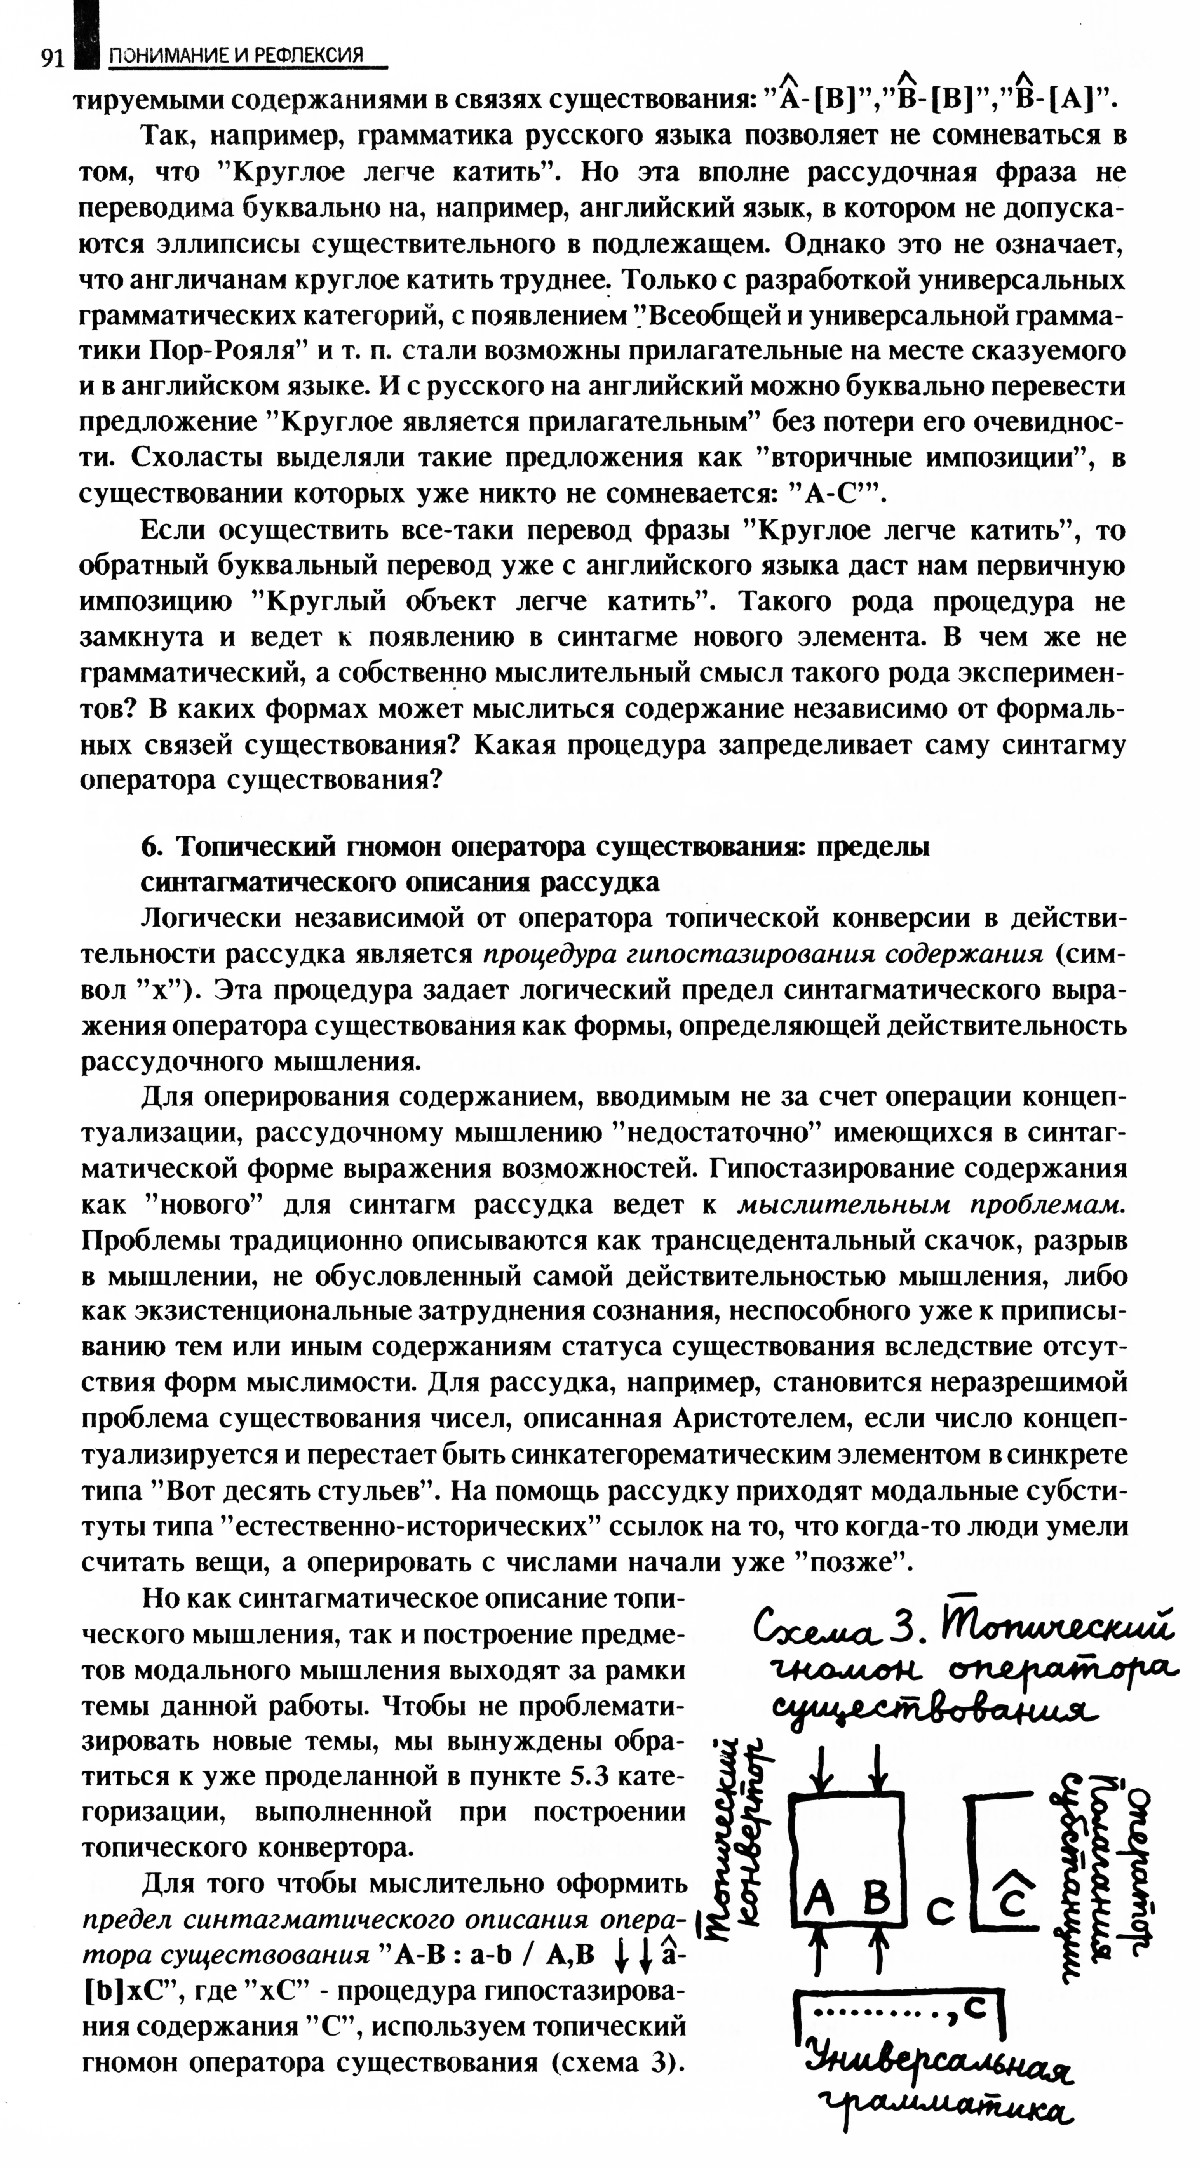 91 ПОНИМАНИЕ И РЕФЛЕКСИЯ
тируемыми содержаниями в связях существования: ”Â-[B]”,”B̂-[B]”,”B̂-[A]”.
Так, например, грамматика русского языка позволяет не сомневаться в
том, что ”Круглое легче катить”. Но эта вполне рассудочная фраза не
переводима буквально на, например, английский язык, в котором не допуска-
ются эллипсисы существительного в подлежащем. Однако это не означает,
что англичанам круглое катить труднее. Только с разработкой универсальных
грамматических категорий, с появлением ”Всеобщей и универсальной грамма-
тики Пор-Рояля” и т. п. стали возможны прилагательные на месте сказуемого
и в английском языке. И с русского на английский можно буквально перевести
предложение ”Круглое является прилагательным” без потери его очевиднос-
ти. Схоласты выделяли такие предложения как ”вторичные импозиции”, в
существовании которых уже никто не сомневается: ”А-С’”.
Если осуществить все-таки перевод фразы ”Круглое легче катить”, то
обратный буквальный перевод уже с английского языка даст нам первичную
импозицию ”Круглый объект легче катить”. Такого рода процедура не
замкнута и ведет к появлению в синтагме нового элемента. В чем же не
грамматический, а собственно мыслительный смысл такого рода эксперимен-
тов? В каких формах может мыслиться содержание независимо от формаль-
ных связей существования? Какая процедура запределивает саму синтагму
оператора существования?
6. Топический гномон оператора существования: пределы
синтагматического описания рассудка
Логически независимой от оператора топической конверсии в действи-
тельности рассудка является процедура гипостазирования содержания (сим-
вол ”х”). Эта процедура задает логический предел синтагматического выра-
жения оператора существования как формы, определяющей действительность
рассудочного мышления.
Для оперирования содержанием, вводимым не за счет операции концеп-
туализации, рассудочному мышлению ”недостаточно” имеющихся в синтаг-
матической форме выражения возможностей. Гипостазирование содержания
как ”нового” для синтагм рассудка ведет к мыслительным проблемам.
Проблемы традиционно описываются как трансцедентальный скачок, разрыв
в мышлении, не обусловленный самой действительностью мышления, либо
как экзистенциональные затруднения сознания, неспособного уже к приписы-
ванию тем или иным содержаниям статуса существования вследствие отсут-
ствия форм мыслимости. Для рассудка, например, становится неразрешимой
проблема существования чисел, описанная Аристотелем, если число концеп-
туализируется и перестает быть синкатегорематическим элементом в синкрете
типа ”Вот десять стульев”. На помощь рассудку приходят модальные субсти-
туты типа ”естественно-исторических” ссылок на то, что когда-то люди умели
считать вещи, а оперировать с числами начали уже ”позже”.
Но как синтагматическое описание топи-
ческого мышления, так и построение предме-
тов модального мышления выходят за рамки
темы данной работы. Чтобы не проблемати-
зировать новые темы, мы вынуждены обра-
титься к уже проделанной в пункте 5.3 кате-
горизации, выполненной при построении
топического конвертора.
Для того чтобы мыслительно оформить
предел синтагматического описания опера-
тора существования ”А-В : a-b / А,В ↓ ↓ â-
[b]xC”, где ”xC” - процедура гипостазирова-
ния содержания ”С”, используем топический
гномон оператора существования (схема 3).
Схема 3. Топический
гномон оператора
существования
Топический
конвертор
А В С Ĉ
Оператор
полагания
субстанции
..........,с
Универсальная
грамматика